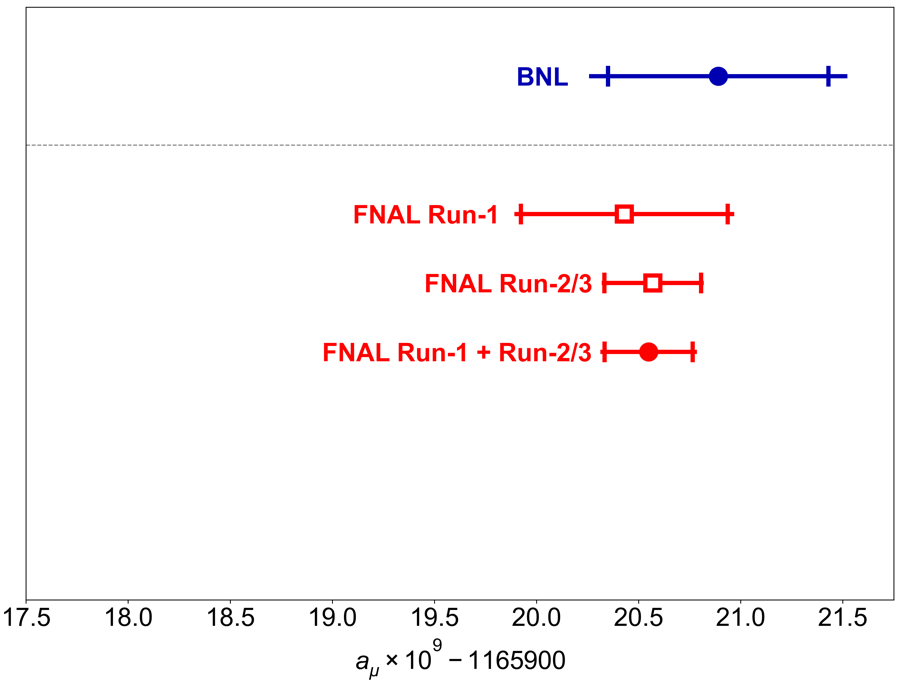 BNL
FNAL Run-1
FNAL Run-2/3
FNAL Run-1 + Run-2/3
17.5 18.0 18.5 19.0 19.5 20.0 20.5 21.0 21.5
aμ × 10⁹ − 1165900